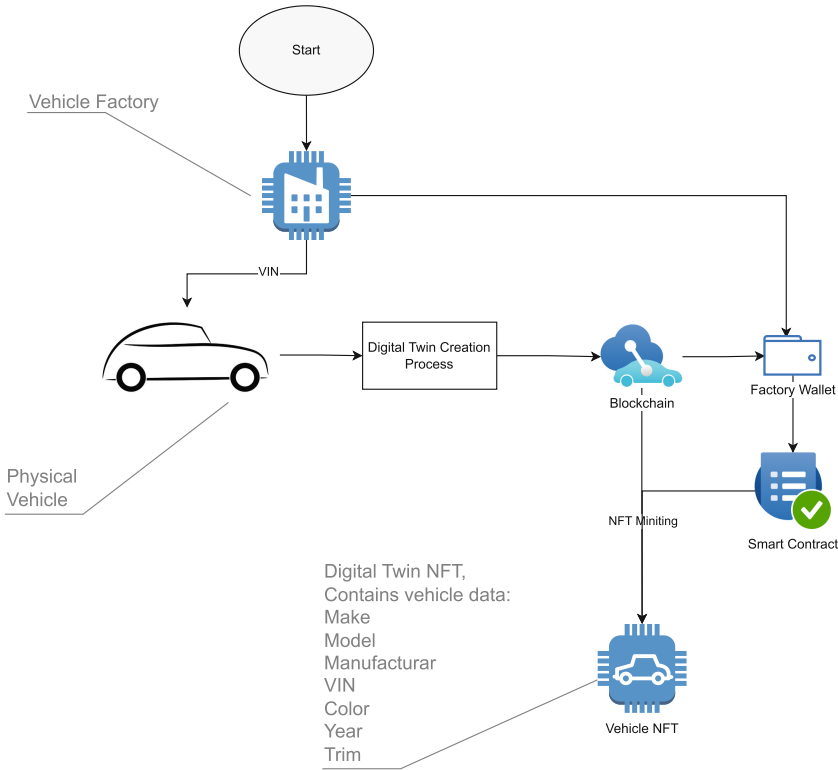 Start
Vehicle Factory
VIN
Digital Twin Creation
Process
Blockchain
Factory Wallet
Physical
Vehicle
NFT Miniting
Smart Contract
Digital Twin NFT,
Contains vehicle data:
Make
Model
Manufacturar
VIN
Color
Year
Trim
Vehicle NFT